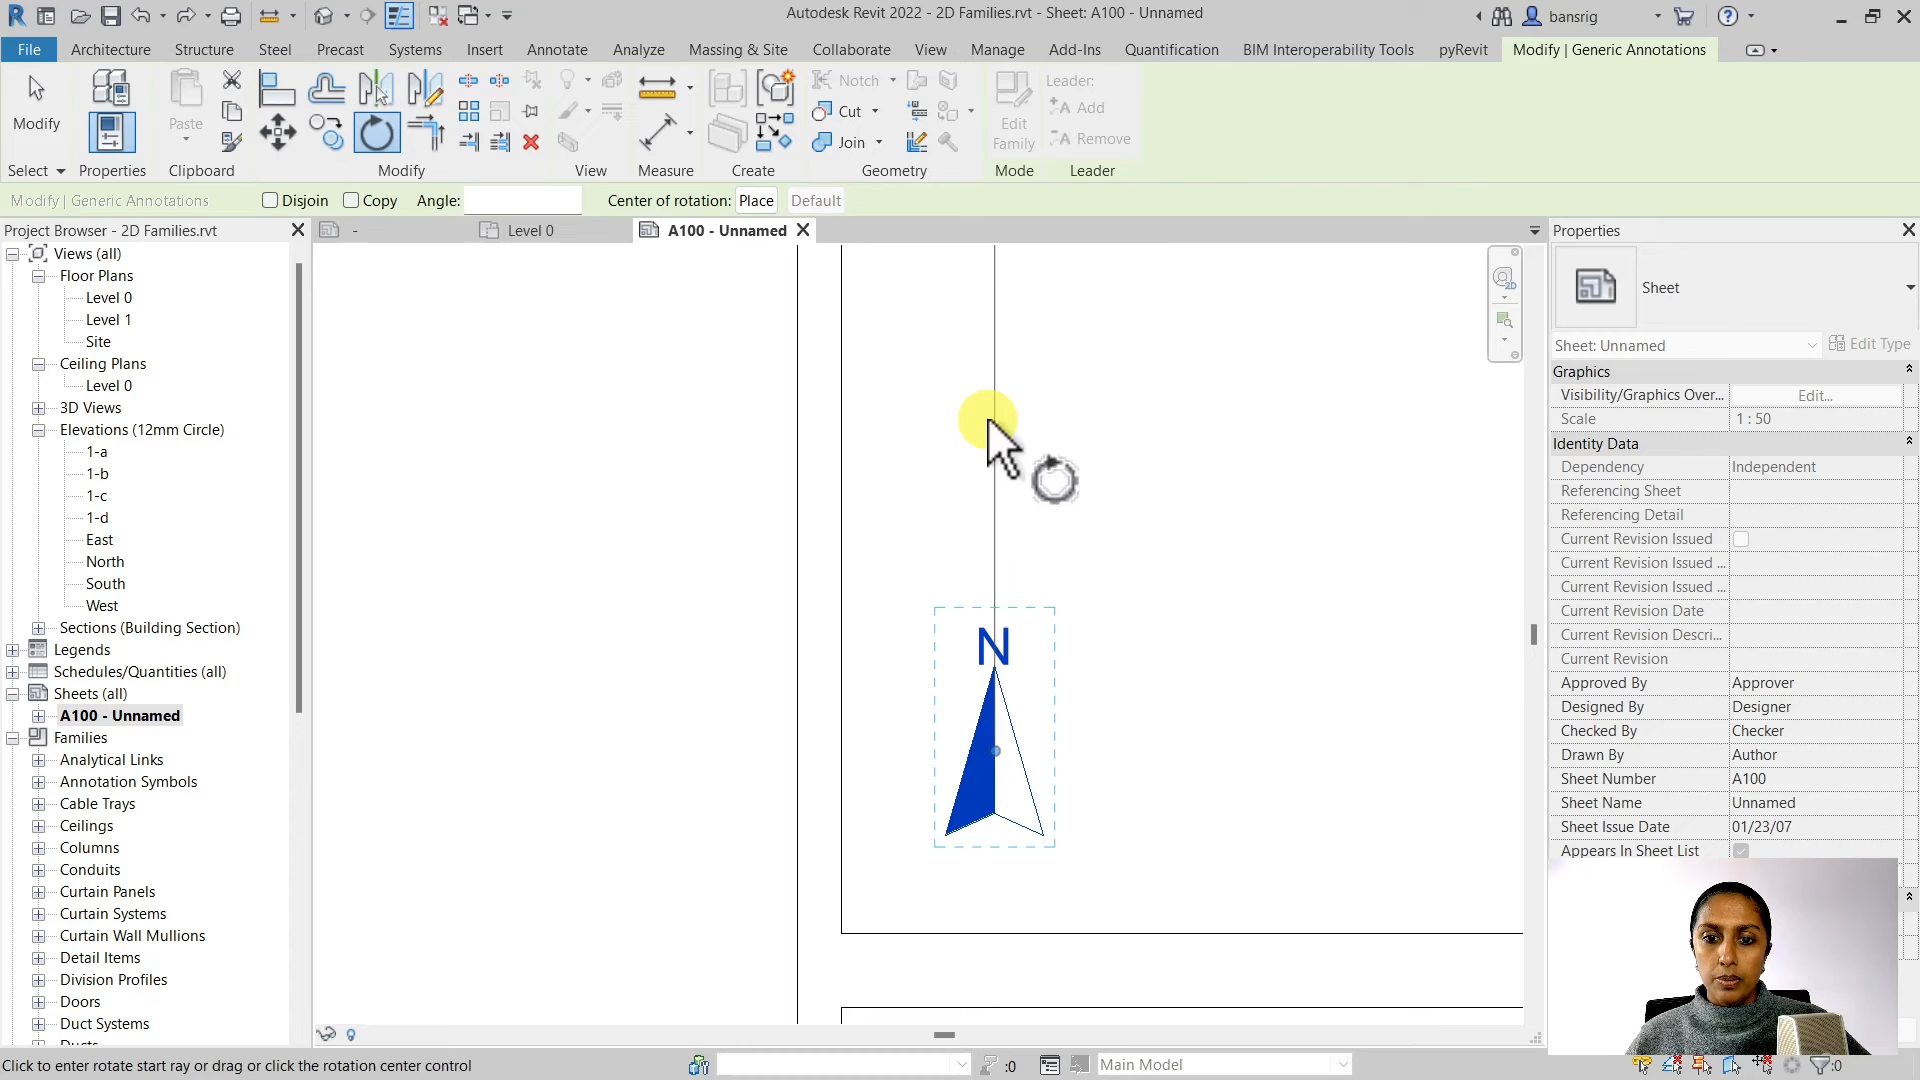 Autodesk Revit 2022 - 2D Families.rvt - Sheet: A100 - Unnamed
bansrig
File Architecture Structure Steel Precast Systems Insert Annotate Analyze Massing & Site Collaborate View Manage Add-Ins Quantification BIM Interoperability Tools pyRevit Modify | Generic Annotations
Modify
Paste
Notch
Cut
Join
Edit
Family
Leader:
Add
Remove
Select Properties Clipboard Modify View Measure Create Geometry Mode Leader
Modify | Generic Annotations Disjoin Copy Angle: Center of rotation: Place Default
Project Browser - 2D Families.rvt
Views (all)
Floor Plans
Level 0
Level 1
Site
Ceiling Plans
Level 0
3D Views
Elevations (12mm Circle)
1-a
1-b
1-c
1-d
East
North
South
West
Sections (Building Section)
Legends
Schedules/Quantities (all)
Sheets (all)
A100 - Unnamed
Families
Analytical Links
Annotation Symbols
Cable Trays
Ceilings
Columns
Conduits
Curtain Panels
Curtain Systems
Curtain Wall Mullions
Detail Items
Division Profiles
Doors
Duct Systems
Ducts
- Level 0 A100 - Unnamed
2D
N
Properties
Sheet
Sheet: Unnamed Edit Type
Graphics
Visibility/Graphics Over... Edit...
Scale 1 : 50
Identity Data
Dependency Independent
Referencing Sheet
Referencing Detail
Current Revision Issued
Current Revision Issued ...
Current Revision Issued ...
Current Revision Date
Current Revision Descri...
Current Revision
Approved By Approver
Designed By Designer
Checked By Checker
Drawn By Author
Sheet Number A100
Sheet Name Unnamed
Sheet Issue Date 01/23/07
Appears In Sheet List
Click to enter rotate start ray or drag or click the rotation center control
:0
Main Model
:0